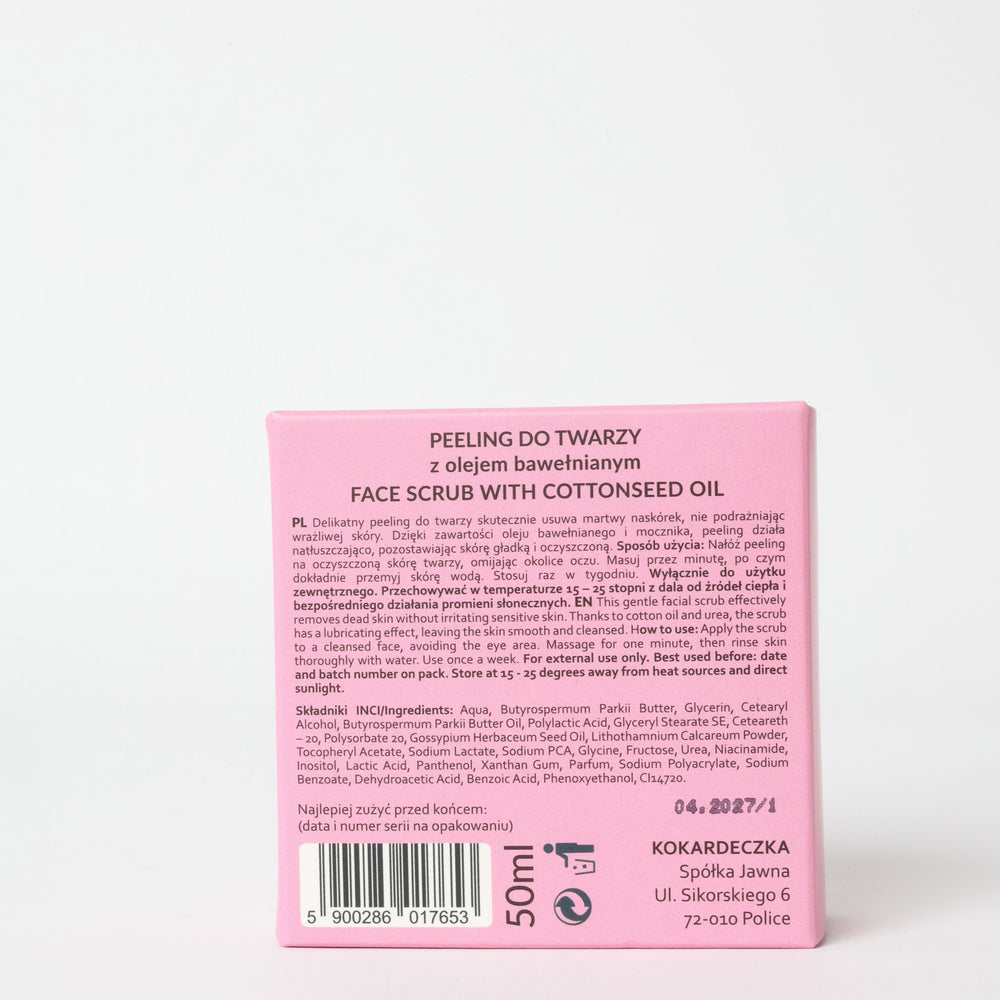 PEELING DO TWARZY
z olejem bawełnianym
FACE SCRUB WITH COTTONSEED OIL
PL Delikatny peeling do twarzy skutecznie usuwa martwy naskórek, nie podrażniając
wrażliwej skóry. Dzięki zawartości oleju bawełnianego i mocznika, peeling działa
natłuszczająco, pozostawiając skórę gładką i oczyszczoną. Sposób użycia: Nałóż peeling
na oczyszczoną skórę twarzy, omijając okolice oczu. Masuj przez minutę, po czym
dokładnie przemyj skórę wodą. Stosuj raz w tygodniu. Wyłącznie do użytku
zewnętrznego. Przechowywać w temperaturze 15 – 25 stopni z dala od źródeł ciepła i
bezpośredniego działania promieni słonecznych. EN This gentle facial scrub effectively
removes dead skin without irritating sensitive skin. Thanks to cotton oil and urea, the scrub
has a lubricating effect, leaving the skin smooth and cleansed. How to use: Apply the scrub
to a cleansed face, avoiding the eye area. Massage for one minute, then rinse skin
thoroughly with water. Use once a week. For external use only. Best used before: date
and batch number on pack. Store at 15 - 25 degrees away from heat sources and direct
sunlight.
Składniki INCI/Ingredients: Aqua, Butyrospermum Parkii Butter, Glycerin, Cetearyl
Alcohol, Butyrospermum Parkii Butter Oil, Polylactic Acid, Glyceryl Stearate SE, Ceteareth
– 20, Polysorbate 20, Gossypium Herbaceum Seed Oil, Lithothamnium Calcareum Powder,
Tocopheryl Acetate, Sodium Lactate, Sodium PCA, Glycine, Fructose, Urea, Niacinamide,
Inositol, Lactic Acid, Panthenol, Xanthan Gum, Parfum, Sodium Polyacrylate, Sodium
Benzoate, Dehydroacetic Acid, Benzoic Acid, Phenoxyethanol, Cl14720.
Najlepiej zużyć przed końcem:
(data i numer serii na opakowaniu)
04.2027/1
5 900286 017653
50ml
KOKARDECZKA
Spółka Jawna
Ul. Sikorskiego 6
72-010 Police